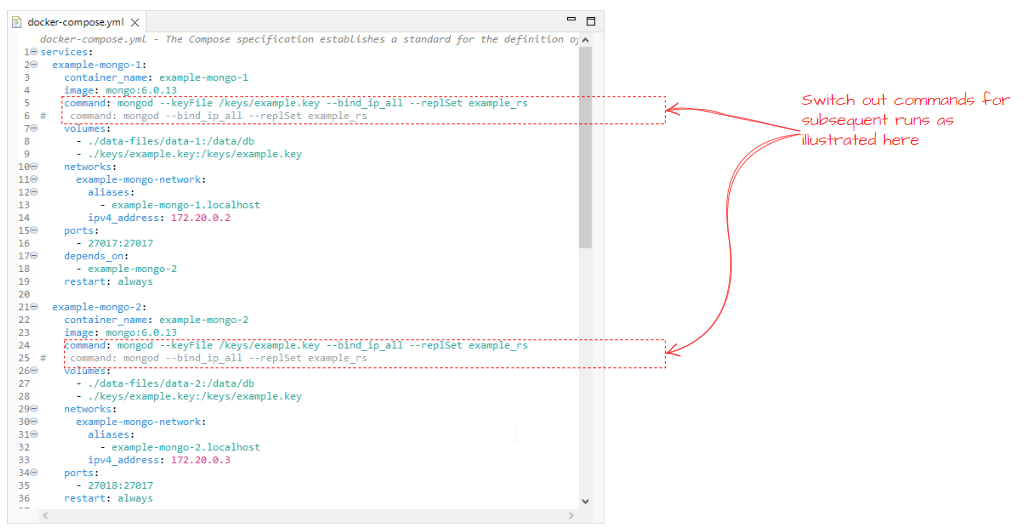 docker-compose.yml
docker-compose.yml - The Compose specification establishes a standard for the definition of
1 services:
2 example-mongo-1:
3 container_name: example-mongo-1
4 image: mongo:6.0.13
5 command: mongod --keyFile /keys/example.key --bind_ip_all --replSet example_rs
6 # command: mongod --bind_ip_all --replSet example_rs
7 volumes:
8 - ./data-files/data-1:/data/db
9 - ./keys/example.key:/keys/example.key
10 networks:
11 example-mongo-network:
12 aliases:
13 - example-mongo-1.localhost
14 ipv4_address: 172.20.0.2
15 ports:
16 - 27017:27017
17 depends_on:
18 - example-mongo-2
19 restart: always
20
21 example-mongo-2:
22 container_name: example-mongo-2
23 image: mongo:6.0.13
24 command: mongod --keyFile /keys/example.key --bind_ip_all --replSet example_rs
25 # command: mongod --bind_ip_all --replSet example_rs
26 volumes:
27 - ./data-files/data-2:/data/db
28 - ./keys/example.key:/keys/example.key
29 networks:
30 example-mongo-network:
31 aliases:
32 - example-mongo-2.localhost
33 ipv4_address: 172.20.0.3
34 ports:
35 - 27018:27017
36 restart: always
Switch out commands for
subsequent runs as
illustrated here